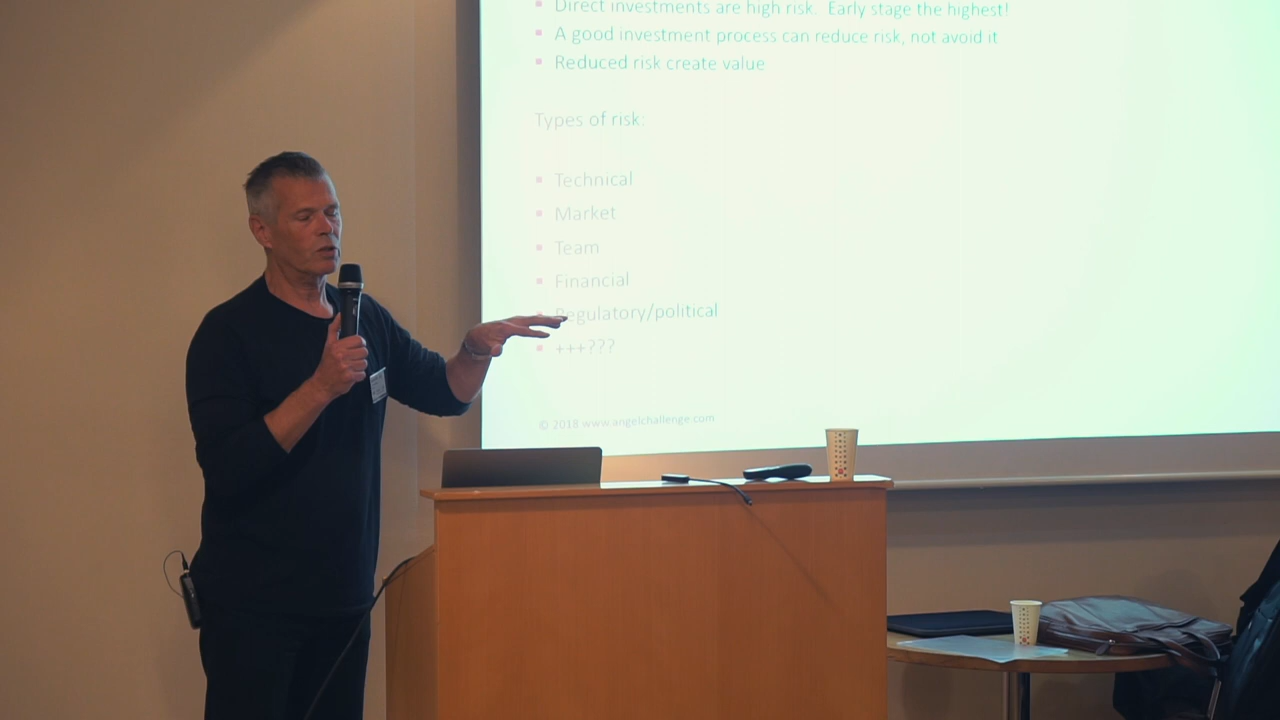 Direct investments are high risk. Early stage the highest!
A good investment process can reduce risk, not avoid it
Reduced risk create value
Types of risk:
Technical
Market
Team
Financial
Regulatory/political
+++???
© 2018 www.angelchallenge.com